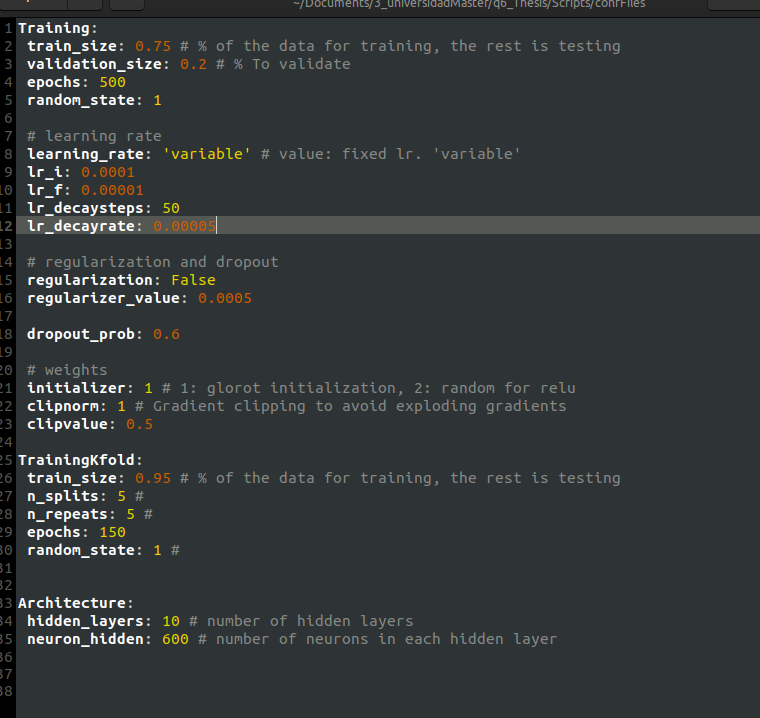 ~/Documents/3_universidadMaster/q6_Thesis/Scripts/confFiles
1 Training:
2 train_size: 0.75 # % of the data for training, the rest is testing
3 validation_size: 0.2 # % To validate
4 epochs: 500
5 random_state: 1
6
7 # learning rate
8 learning_rate: 'variable' # value: fixed lr. 'variable'
9 lr_i: 0.0001
10 lr_f: 0.00001
11 lr_decaysteps: 50
12 lr_decayrate: 0.00005
13
14 # regularization and dropout
15 regularization: False
16 regularizer_value: 0.0005
17
18 dropout_prob: 0.6
19
20 # weights
21 initializer: 1 # 1: glorot initialization, 2: random for relu
22 clipnorm: 1 # Gradient clipping to avoid exploding gradients
23 clipvalue: 0.5
24
25 TrainingKfold:
26 train_size: 0.95 # % of the data for training, the rest is testing
27 n_splits: 5 #
28 n_repeats: 5 #
29 epochs: 150
30 random_state: 1 #
31
32
33 Architecture:
34 hidden_layers: 10 # number of hidden layers
35 neuron_hidden: 600 # number of neurons in each hidden layer
36
37
38